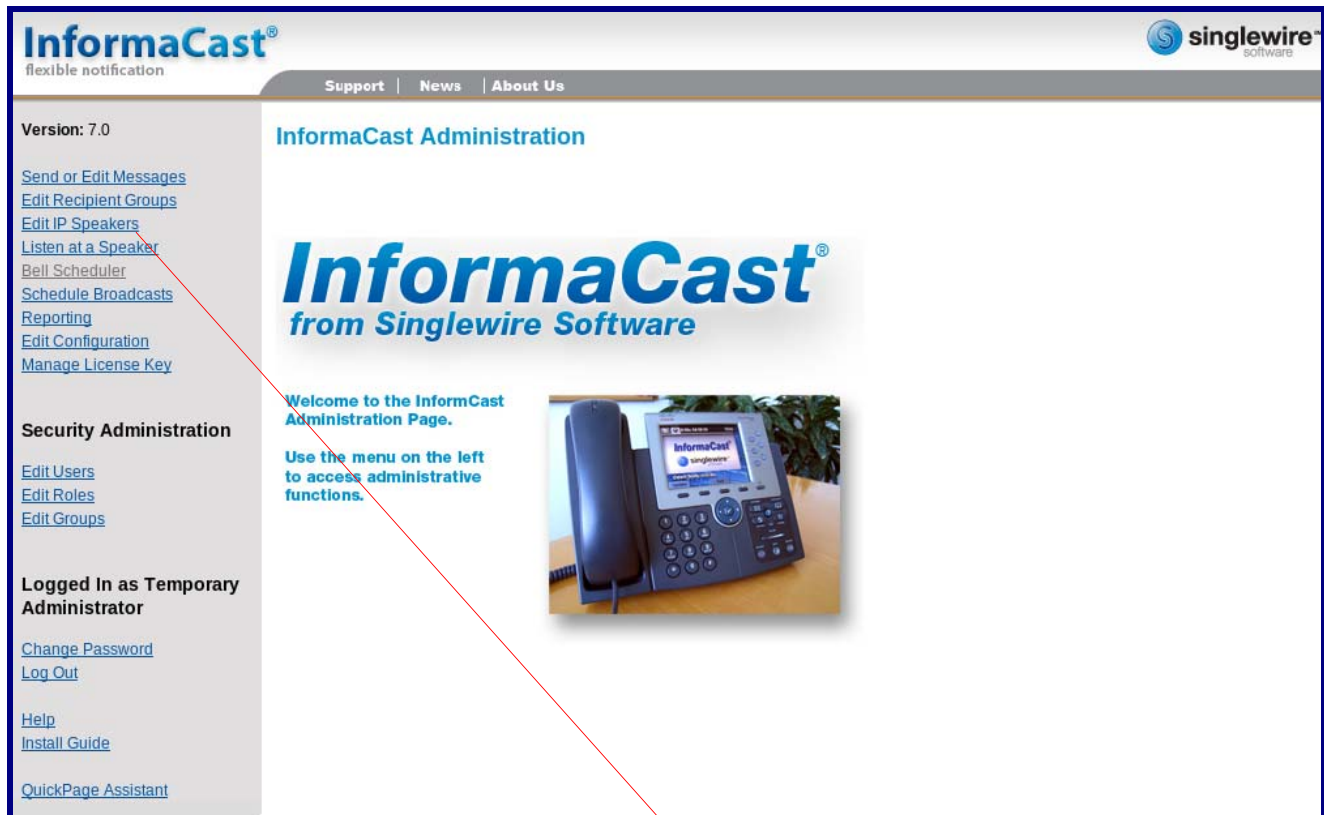 InformaCast®
flexible notification
singlewire
software
Support | News | About Us
Version: 7.0
Send or Edit Messages
Edit Recipient Groups
Edit IP Speakers
Listen at a Speaker
Bell Scheduler
Schedule Broadcasts
Reporting
Edit Configuration
Manage License Key
Security Administration
Edit Users
Edit Roles
Edit Groups
Logged In as Temporary
Administrator
Change Password
Log Out
Help
Install Guide
QuickPage Assistant
InformaCast Administration
InformaCast®
from Singlewire Software
Welcome to the InformCast
Administration Page.
Use the menu on the left
to access administrative
functions.
InformaCast
singlewire